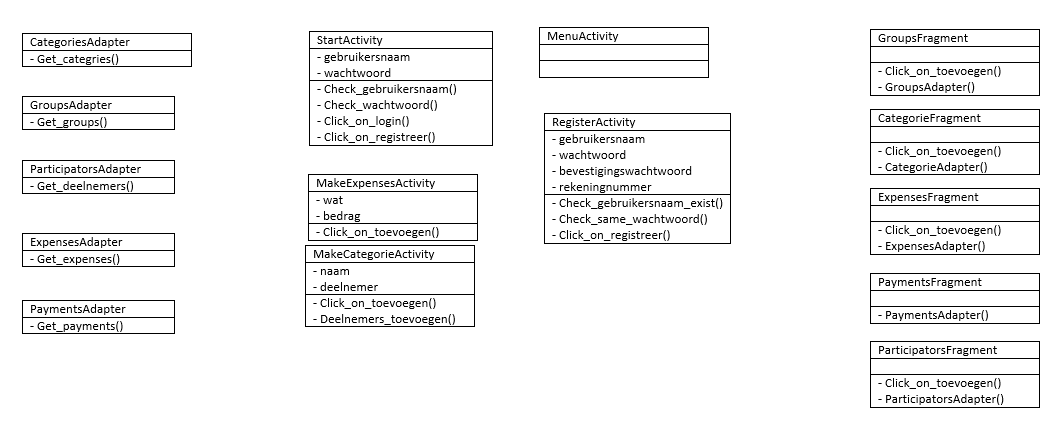 CategoriesAdapter
- Get_categries()
GroupsAdapter
- Get_groups()
ParticipatorsAdapter
- Get_deelnemers()
ExpensesAdapter
- Get_expenses()
PaymentsAdapter
- Get_payments()
StartActivity
- gebruikersnaam
- wachtwoord
- Check_gebruikersnaam()
- Check_wachtwoord()
- Click_on_login()
- Click_on_registreer()
MakeExpensesActivity
- wat
- bedrag
- Click_on_toevoegen()
MakeCategorieActivity
- naam
- deelnemer
- Click_on_toevoegen()
- Deelnemers_toevoegen()
MenuActivity
RegisterActivity
- gebruikersnaam
- wachtwoord
- bevestigingswachtwoord
- rekeningnummer
- Check_gebruikersnaam_exist()
- Check_same_wachtwoord()
- Click_on_registreer()
GroupsFragment
- Click_on_toevoegen()
- GroupsAdapter()
CategorieFragment
- Click_on_toevoegen()
- CategorieAdapter()
ExpensesFragment
- Click_on_toevoegen()
- ExpensesAdapter()
PaymentsFragment
- PaymentsAdapter()
ParticipatorsFragment
- Click_on_toevoegen()
- ParticipatorsAdapter()